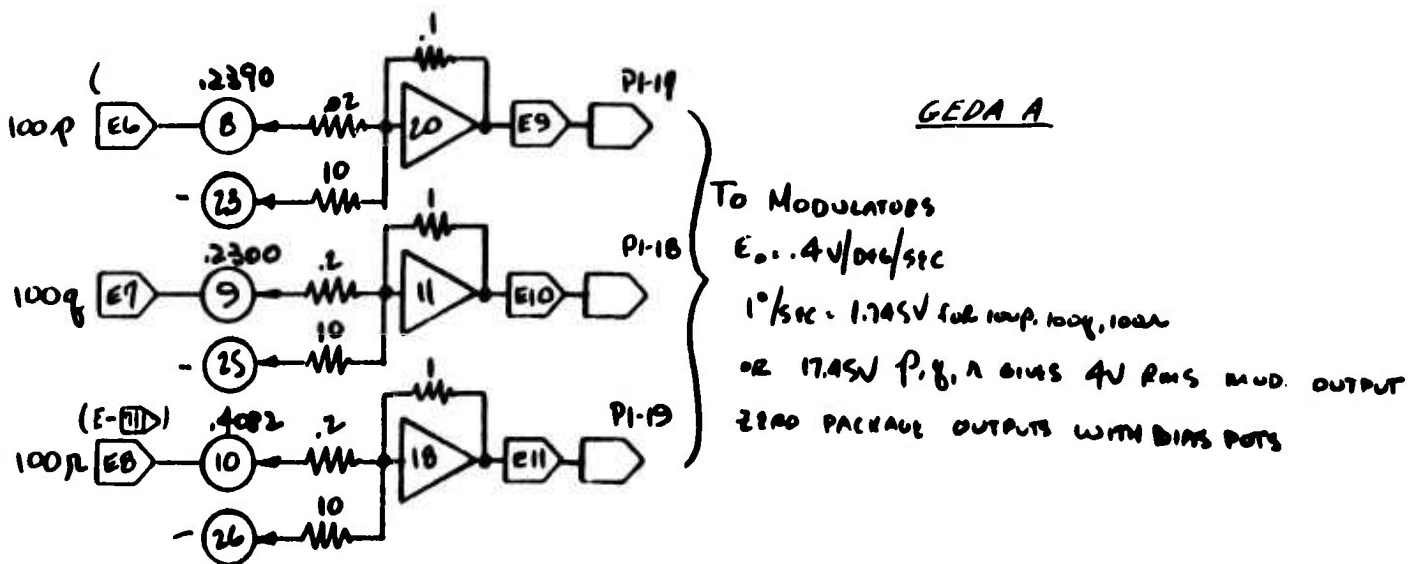 GEDA A
.1
(
.2390
P1-19
100p E6 8 .02 20 E9
10
- 23
To MODULATORS
1
.2300
P1-18
E₀ = .4V/DEG/SEC
100q E7 9 .2 11 E10
1°/SEC = 1.745V FOR 100p, 100q, 100r
10
- 25
OR 17.45V p, q, r GIVES 4V RMS MOD. OUTPUT
1
(E-
.4082
P1-19
ZERO PACKAGE OUTPUTS WITH BIAS POTS
100r E8 10 .2 18 E11
10
- 26